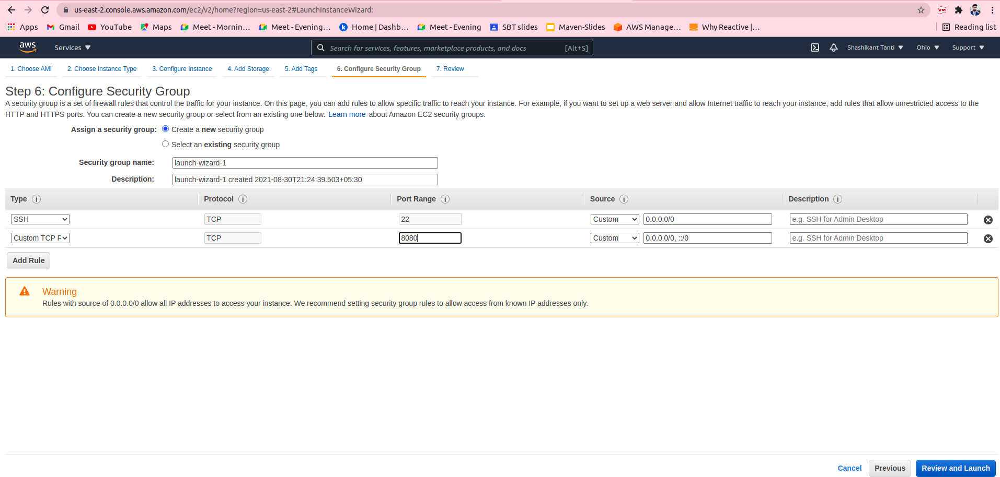 us-east-2.console.aws.amazon.com/ec2/v2/home?region=us-east-2#LaunchInstanceWizard:
VM
Apps Gmail YouTube Maps Meet - Mornin... Meet - Evening... k Home | Dashb... Meet - Evening SBT slides Maven-Slides AWS Manage... Why Reactive |... Reading list
aws Services Search for services, features, marketplace products, and docs [Alt+S] Shashikant Tanti Ohio Support
1. Choose AMI 2. Choose Instance Type 3. Configure Instance 4. Add Storage 5. Add Tags 6. Configure Security Group 7. Review
Step 6: Configure Security Group
A security group is a set of firewall rules that control the traffic for your instance. On this page, you can add rules to allow specific traffic to reach your instance. For example, if you want to set up a web server and allow Internet traffic to reach your instance, add rules that allow unrestricted access to the
HTTP and HTTPS ports. You can create a new security group or select from an existing one below. Learn more about Amazon EC2 security groups.
Assign a security group: Create a new security group
Select an existing security group
Security group name: launch-wizard-1
Description: launch-wizard-1 created 2021-08-30T21:24:39.503+05:30
Type i Protocol i Port Range i Source i Description i
SSH TCP 22 Custom 0.0.0.0/0 e.g. SSH for Admin Desktop
Custom TCP R TCP 8080 Custom 0.0.0.0/0, ::/0 e.g. SSH for Admin Desktop
Add Rule
Warning
Rules with source of 0.0.0.0/0 allow all IP addresses to access your instance. We recommend setting security group rules to allow access from known IP addresses only.
Cancel Previous Review and Launch